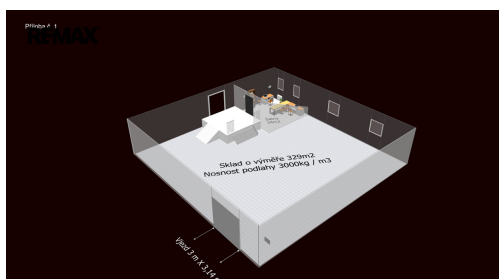 Příloha č. 1
RE/MAX
Sklad o výměře 329m2
Nosnost podlahy 3000kg / m3
Vjezd 3 m X 3,14